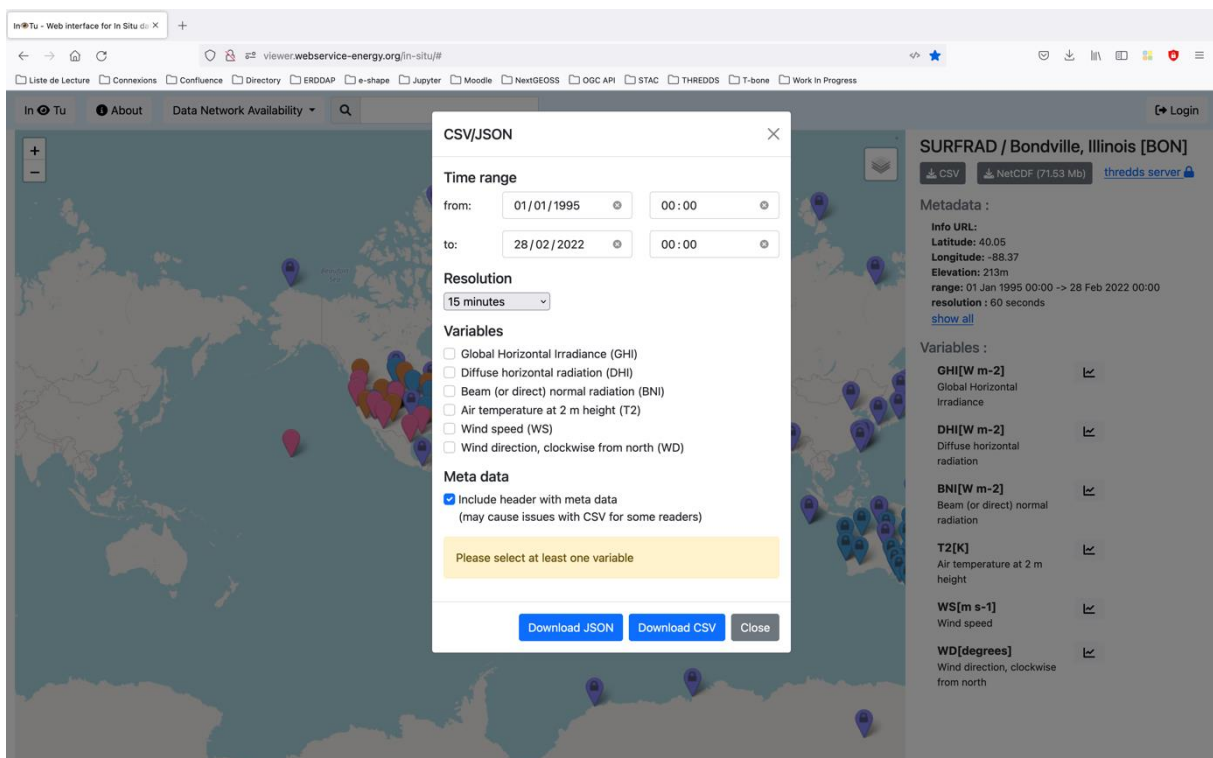 In👁Tu - Web interface for In Situ da
viewer.webservice-energy.org/in-situ/#
Liste de Lecture Connexions Confluence Directory ERDDAP e-shape Jupyter Moodle NextGEOSS OGC API STAC THREDDS T-bone Work In Progress
In 👁 Tu About Data Network Availability Login
CSV/JSON
Time range
from: 01/01/1995 00:00
to: 28/02/2022 00:00
Resolution
15 minutes
Variables
Global Horizontal Irradiance (GHI)
Diffuse horizontal radiation (DHI)
Beam (or direct) normal radiation (BNI)
Air temperature at 2 m height (T2)
Wind speed (WS)
Wind direction, clockwise from north (WD)
Meta data
Include header with meta data
(may cause issues with CSV for some readers)
Please select at least one variable
Download JSON Download CSV Close
SURFRAD / Bondville, Illinois [BON]
CSV NetCDF (71.53 Mb) thredds server
Metadata :
Info URL:
Latitude: 40.05
Longitude: -88.37
Elevation: 213m
range: 01 Jan 1995 00:00 -> 28 Feb 2022 00:00
resolution : 60 seconds
show all
Variables :
GHI[W m-2]
Global Horizontal
Irradiance
DHI[W m-2]
Diffuse horizontal
radiation
BNI[W m-2]
Beam (or direct) normal
radiation
T2[K]
Air temperature at 2 m
height
WS[m s-1]
Wind speed
WD[degrees]
Wind direction, clockwise
from north